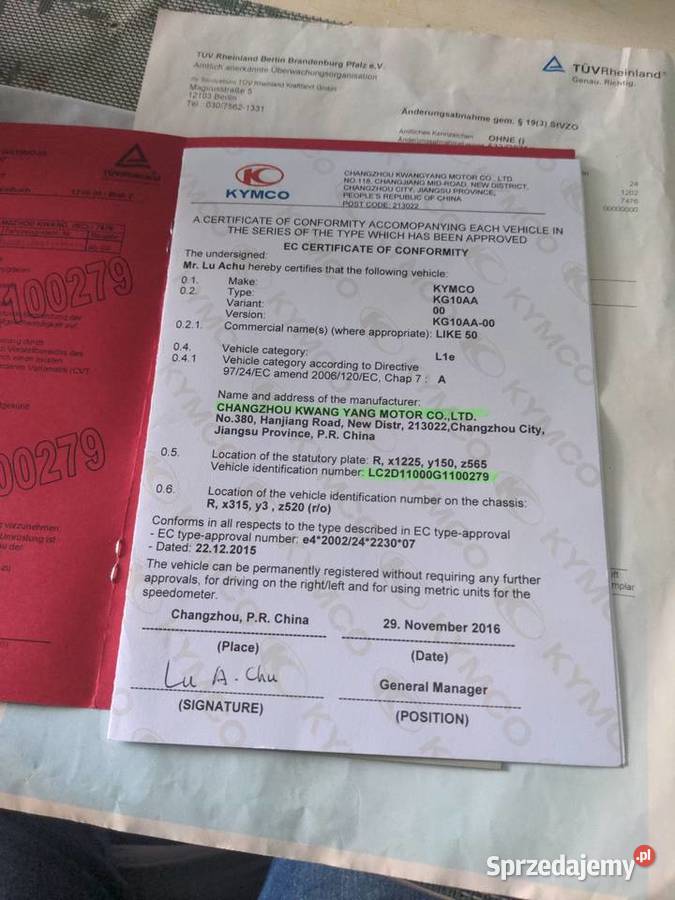 TÜV Rheinland Berlin Brandenburg Pfalz e.V.
Amtlich anerkannte Überwachungsorganisation
Magirusstraße 5
12103 Berlin
Tel.: 030/7562-1331
TÜVRheinland®
Genau. Richtig.
Änderungsabnahme gem. § 19(3) StVZO
Amtliches Kennzeichen
OHNE ()
24
1202
7476
00000000
TÜVRheinland
100279
00279
KYMCO
CHANGZHOU KWANGYANG MOTOR CO., LTD.
NO.118, CHANGJIANG MID-ROAD, NEW DISTRICT,
CHANGZHOU CITY, JIANGSU PROVINCE,
PEOPLE'S REPUBLIC OF CHINA
POST CODE: 213022
A CERTIFICATE OF CONFORMITY ACCOMOPANYING EACH VEHICLE IN
THE SERIES OF THE TYPE WHICH HAS BEEN APPROVED
EC CERTIFICATE OF CONFORMITY
The undersigned:
Mr. Lu Achu hereby certifies that the following vehicle:
0.1. Make: KYMCO
0.2. Type: KG10AA
Variant: 00
Version: KG10AA-00
0.2.1. Commercial name(s) (where appropriate): LIKE 50
0.4. Vehicle category: L1e
0.4.1 Vehicle category according to Directive
97/24/EC amend 2006/120/EC, Chap 7 : A
Name and address of the manufacturer:
CHANGZHOU KWANG YANG MOTOR CO.,LTD.
No.380, Hanjiang Road, New Distr, 213022,Changzhou City,
Jiangsu Province, P.R. China
0.5. Location of the statutory plate: R, x1225, y150, z565
Vehicle identification number: LC2D11000G1100279
0.6. Location of the vehicle identification number on the chassis:
R, x315, y3 , z520 (r/o)
Conforms in all respects to the type described in EC type-approval
- EC type-approval number: e4*2002/24*2230*07
- Dated: 22.12.2015
The vehicle can be permanently registered without requiring any further
approvals, for driving on the right/left and for using metric units for the
speedometer.
Changzhou, P.R. China
29. November 2016
(Place)
(Date)
Lu A-Chu
General Manager
(SIGNATURE)
(POSITION)
Sprzedajemy.pl